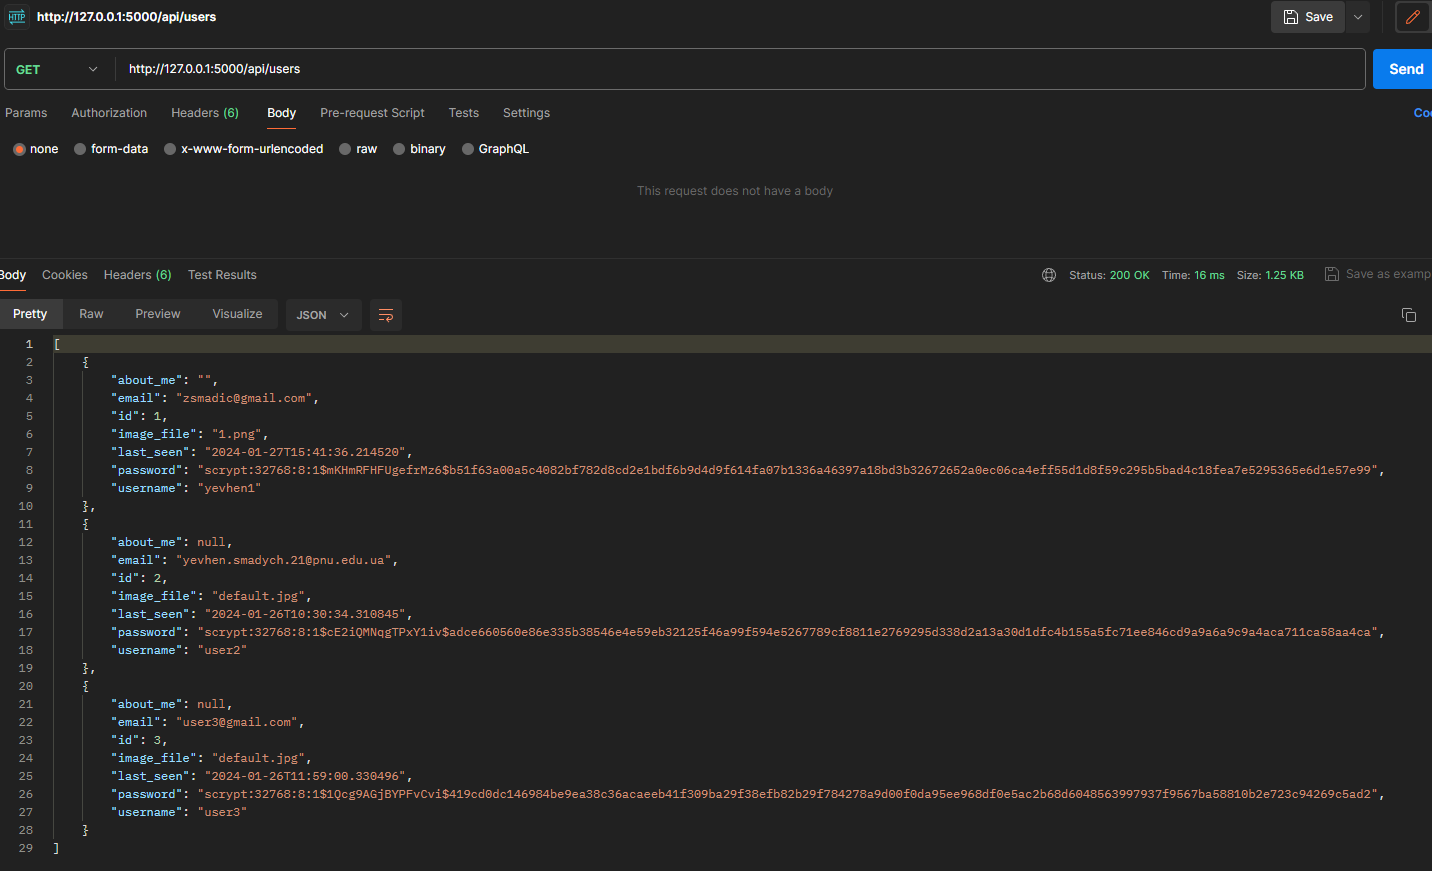 HTTP http://127.0.0.1:5000/api/users Save
GET http://127.0.0.1:5000/api/users Send
Params Authorization Headers (6) Body Pre-request Script Tests Settings Coo
none form-data x-www-form-urlencoded raw binary GraphQL
This request does not have a body
Body Cookies Headers (6) Test Results Status: 200 OK Time: 16 ms Size: 1.25 KB Save as examp
Pretty Raw Preview Visualize JSON
1 [
2 {
3 "about_me": "",
4 "email": "zsmadic@gmail.com",
5 "id": 1,
6 "image_file": "1.png",
7 "last_seen": "2024-01-27T15:41:36.214520",
8 "password": "scrypt:32768:8:1$mKHmRFHFUgefrMz6$b51f63a00a5c4082bf782d8cd2e1bdf6b9d4d9f614fa07b1336a46397a18bd3b32672652a0ec06ca4eff55d1d8f59c295b5bad4c18fea7e5295365e6d1e57e99",
9 "username": "yevhen1"
10 },
11 {
12 "about_me": null,
13 "email": "yevhen.smadych.21@pnu.edu.ua",
14 "id": 2,
15 "image_file": "default.jpg",
16 "last_seen": "2024-01-26T10:30:34.310845",
17 "password": "scrypt:32768:8:1$cE2iQMNqgTPxY1iv$adce660560e86e335b38546e4e59eb32125f46a99f594e5267789cf8811e2769295d338d2a13a30d1dfc4b155a5fc71ee846cd9a9a6a9c9a4aca711ca58aa4ca",
18 "username": "user2"
19 },
20 {
21 "about_me": null,
22 "email": "user3@gmail.com",
23 "id": 3,
24 "image_file": "default.jpg",
25 "last_seen": "2024-01-26T11:59:00.330496",
26 "password": "scrypt:32768:8:1$1Qcg9AGjBYPFvCvi$419cd0dc146984be9ea38c36acaeeb41f309ba29f38efb82b29f784278a9d00f0da95ee968df0e5ac2b68d6048563997937f9567ba58810b2e723c94269c5ad2",
27 "username": "user3"
28 }
29 ]